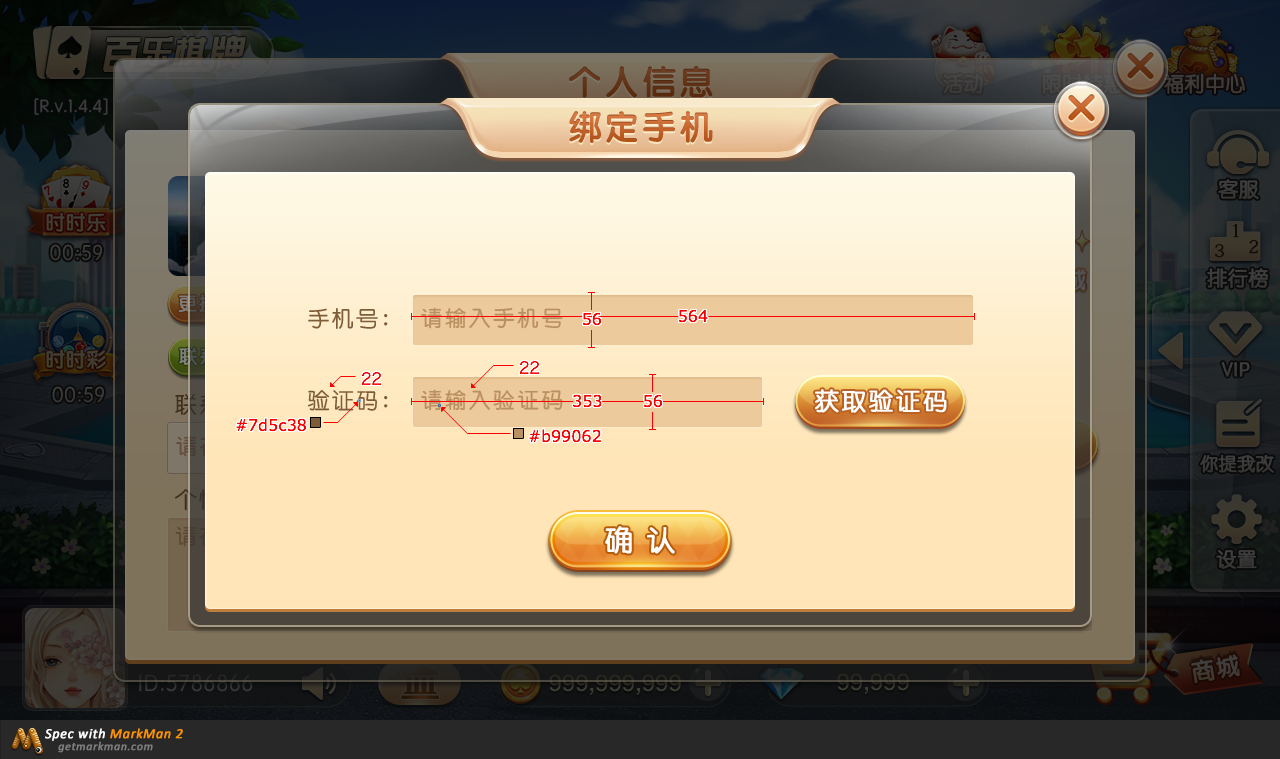 百乐棋牌
[R.v.1.4.4]
个人信息
活动
福利中心
绑定手机
时时乐
00:59
时时彩
00:59
客服
1
3 2
排行榜
VIP
你提我改
设置
手机号：
请输入手机号
56
564
22
22
验证码：
请输入验证码
353
56
获取验证码
#7d5c38
#b99062
确 认
ID:5786866
999,999,999
99,999
商城
Spec with MarkMan 2
getmarkman.com